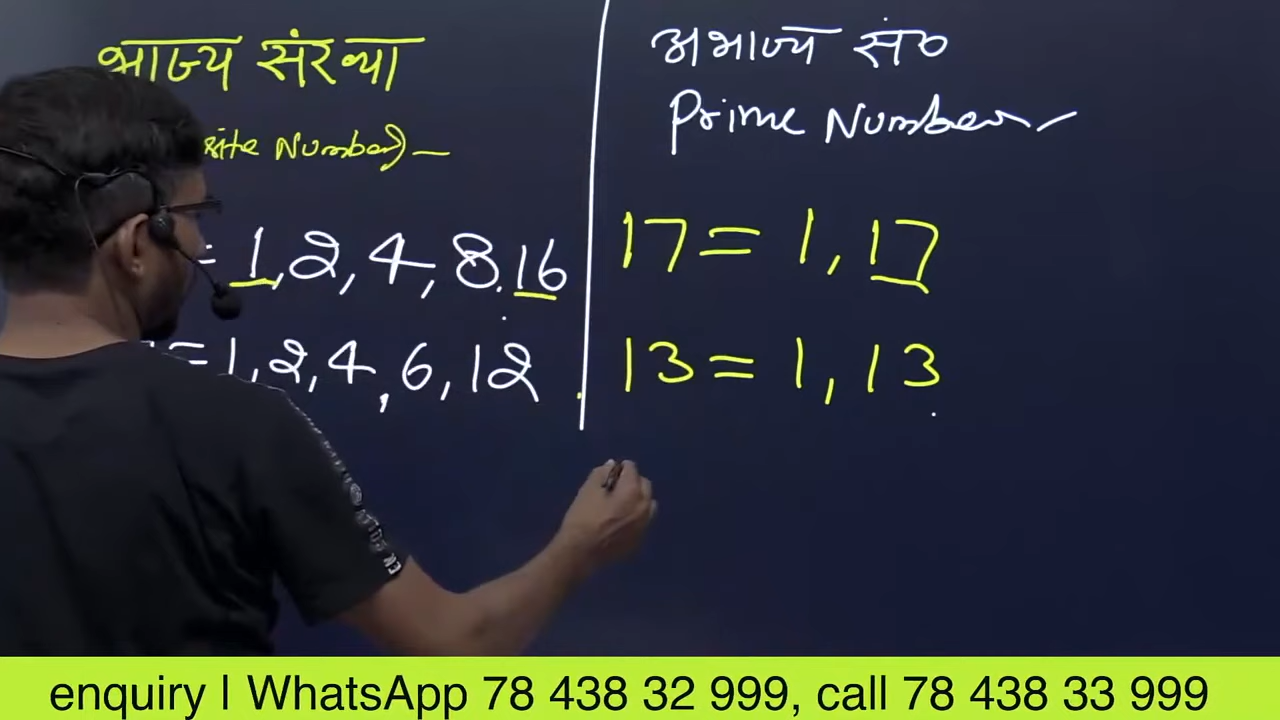 भाज्य संख्या
Number) –
= 1, 2, 4, 8. 16
= 1, 2, 4, 6, 12
अभाज्य सं०
Prime Number
17 = 1, 17
13 = 1, 13
enquiry I WhatsApp 78 438 32 999, call 78 438 33 999